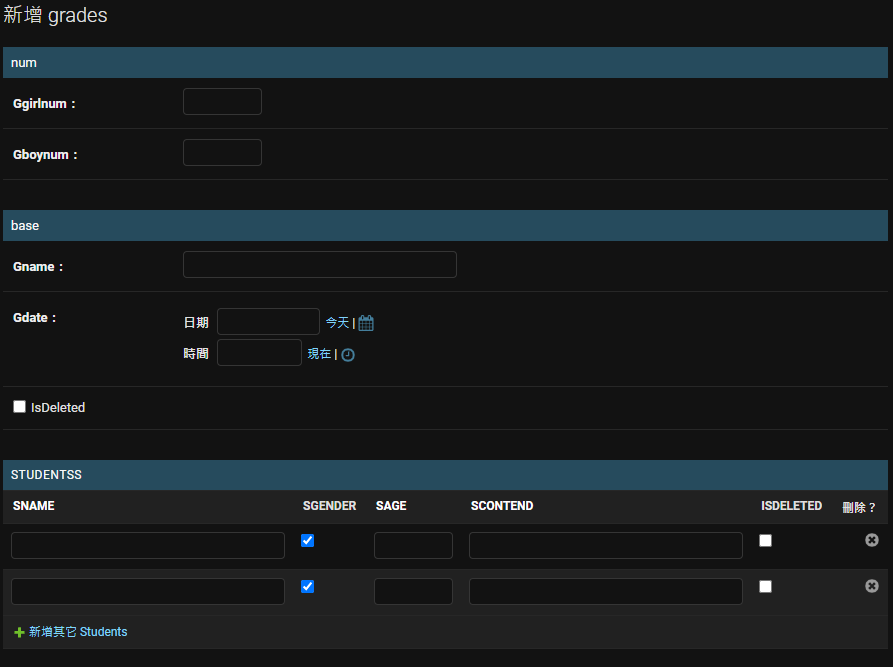 新增 grades
num
Ggirlnum：
Gboynum：
base
Gname：
Gdate：
日期 今天 |
時間 現在 |
IsDeleted
STUDENTSS
SNAME SGENDER SAGE SCONTEND ISDELETED 刪除？
新增其它 Students